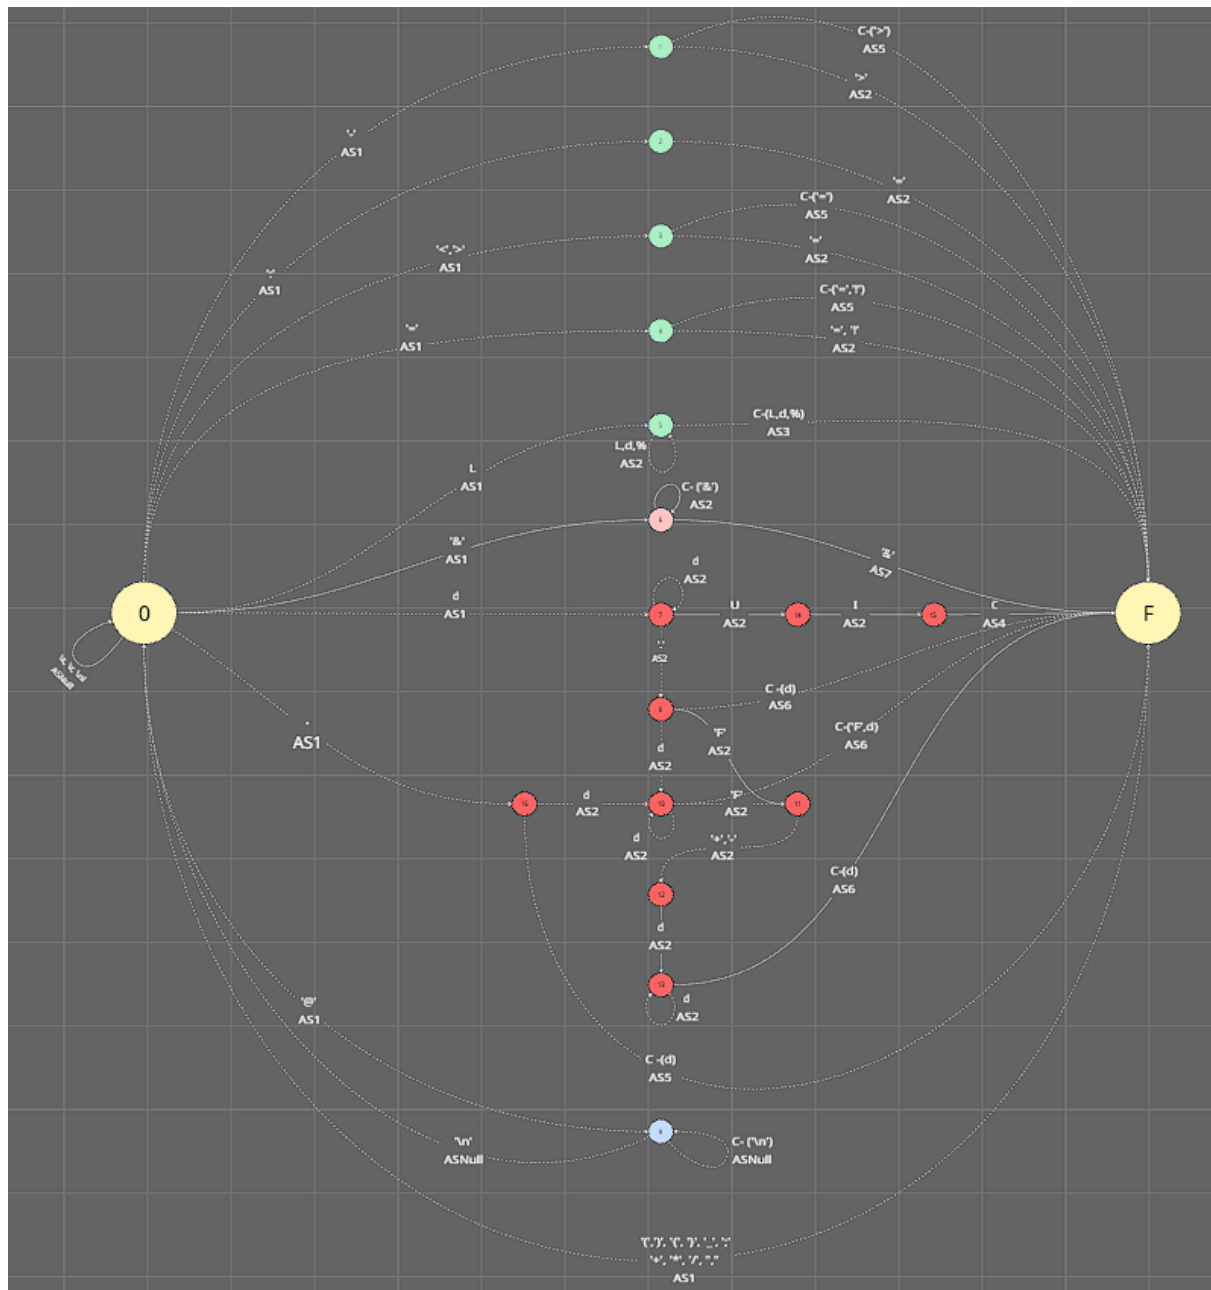 C-('>')
AS5
'>'
AS2
AS1
'='
AS2
C-('=')
AS5
'<','>'
AS1
'='
AS2
AS1
C-('=','!')
AS5
'='
AS1
'=', '!'
AS2
C-(L,d,%)
AS3
L,d,%
AS2
L
AS1
C- ('&')
AS2
'&'
AS1
'&'
AS7
d
AS2
d
AS1
U
AS2
I
AS2
C
AS4
0
F
AS2
ASNull
C -(d)
AS6
AS1
'F'
AS2
C-('F',d)
AS6
d
AS2
d
AS2
'F'
AS2
d
AS2
'+','-'
AS2
C-(d)
AS6
d
AS2
'@'
AS1
d
AS2
C -(d)
AS5
'\n'
ASNull
C- ('\n')
ASNull
AS1